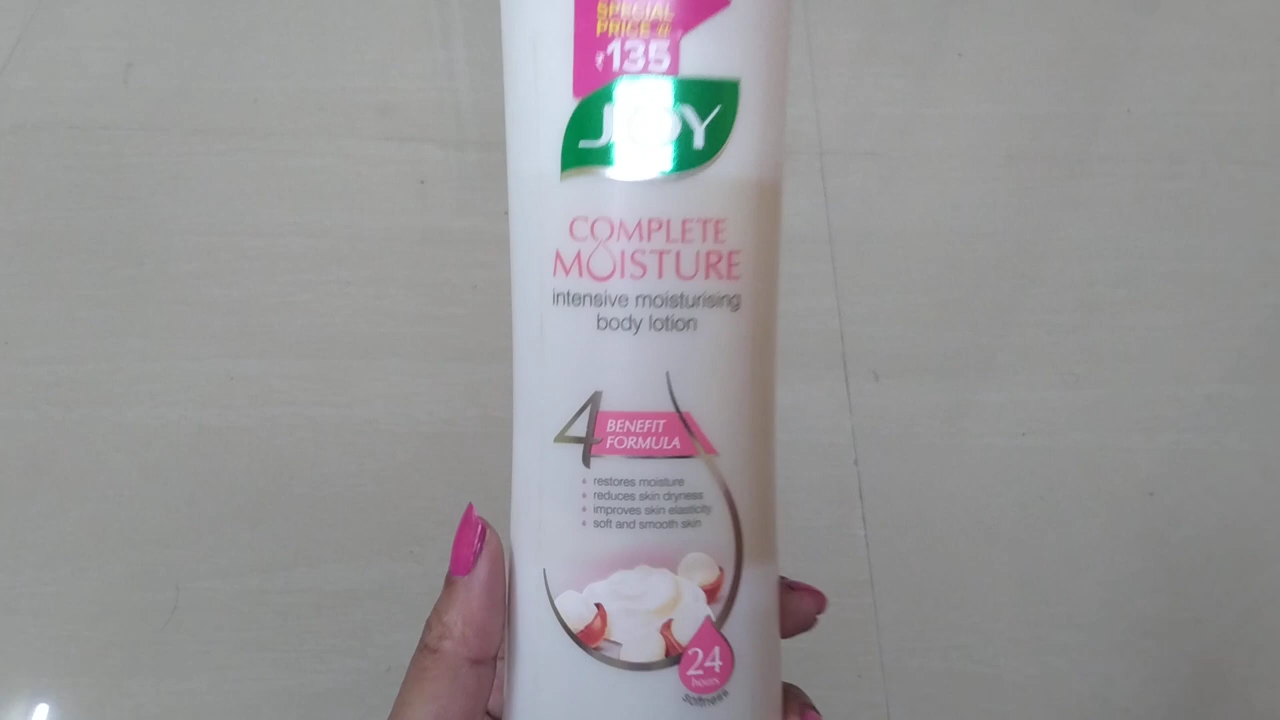 SPECIAL
PRICE
₹135
JOY
COMPLETE
MOISTURE
intensive moisturising
body lotion
4 BENEFIT
FORMULA
restores moisture
reduces skin dryness
improves skin elasticity
soft and smooth skin
24
hours
softness